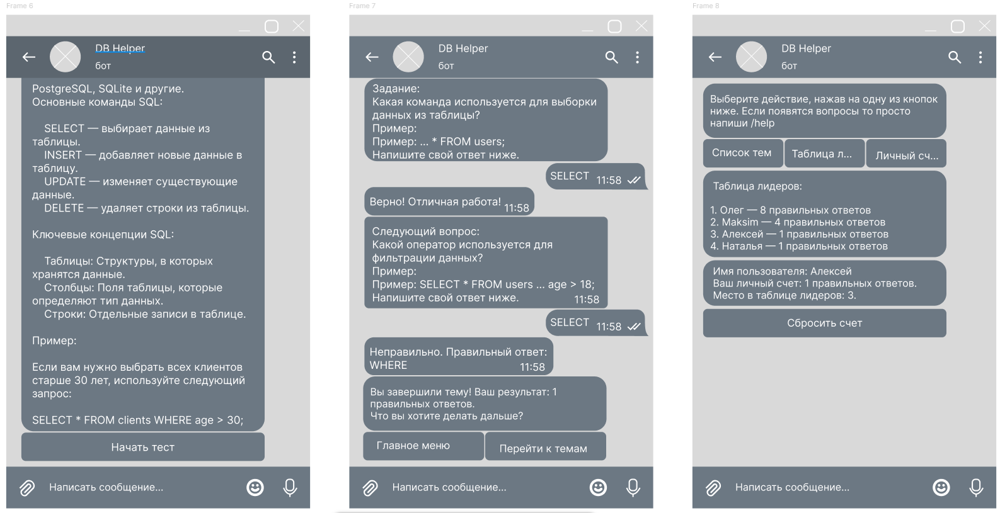 Frame 6
DB Helper
бот
PostgreSQL, SQLite и другие.
Основные команды SQL:
SELECT — выбирает данные из
таблицы.
INSERT — добавляет новые данные в
таблицу.
UPDATE — изменяет существующие
данные.
DELETE — удаляет строки из таблицы.
Ключевые концепции SQL:
Таблицы: Структуры, в которых
хранятся данные.
Столбцы: Поля таблицы, которые
определяют тип данных.
Строки: Отдельные записи в таблице.
Пример:
Если вам нужно выбрать всех клиентов
старше 30 лет, используйте следующий
запрос:
SELECT * FROM clients WHERE age > 30;
Начать тест
Написать сообщение...
Frame 7
DB Helper
бот
Задание:
Какая команда используется для выборки
данных из таблицы?
Пример:
Пример: ... * FROM users;
Напишите свой ответ ниже.
SELECT 11:58
Верно! Отличная работа! 11:58
Следующий вопрос:
Какой оператор используется для
фильтрации данных?
Пример:
Пример: SELECT * FROM users ... age > 18;
Напишите свой ответ ниже. 11:58
SELECT 11:58
Неправильно. Правильный ответ:
WHERE 11:58
Вы завершили тему! Ваш результат: 1
правильных ответов.
Что вы хотите делать дальше?
Главное меню Перейти к темам
Написать сообщение...
Frame 8
DB Helper
бот
Выберите действие, нажав на одну из кнопок
ниже. Если появятся вопросы то просто
напиши /help
Список тем Таблица л... Личный сч...
Таблица лидеров:
1. Олег — 8 правильных ответов
2. Maksim — 4 правильных ответов
3. Алексей — 1 правильных ответов
4. Наталья — 1 правильных ответов
Имя пользователя: Алексей
Ваш личный счет: 1 правильных ответов.
Место в таблице лидеров: 3.
Сбросить счет
Написать сообщение...